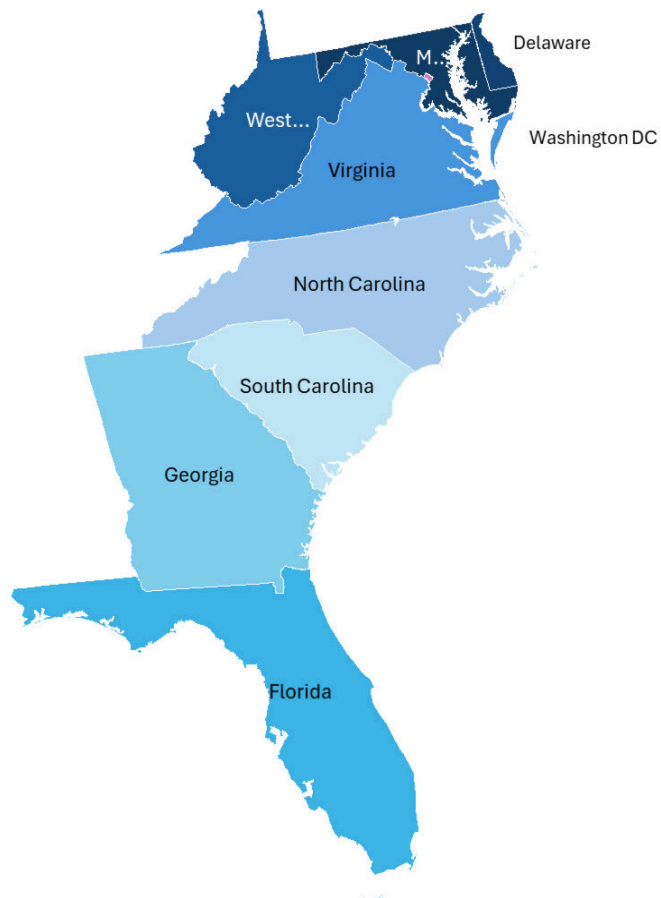 Delaware
M...
West...
Washington DC
Virginia
North Carolina
South Carolina
Georgia
Florida